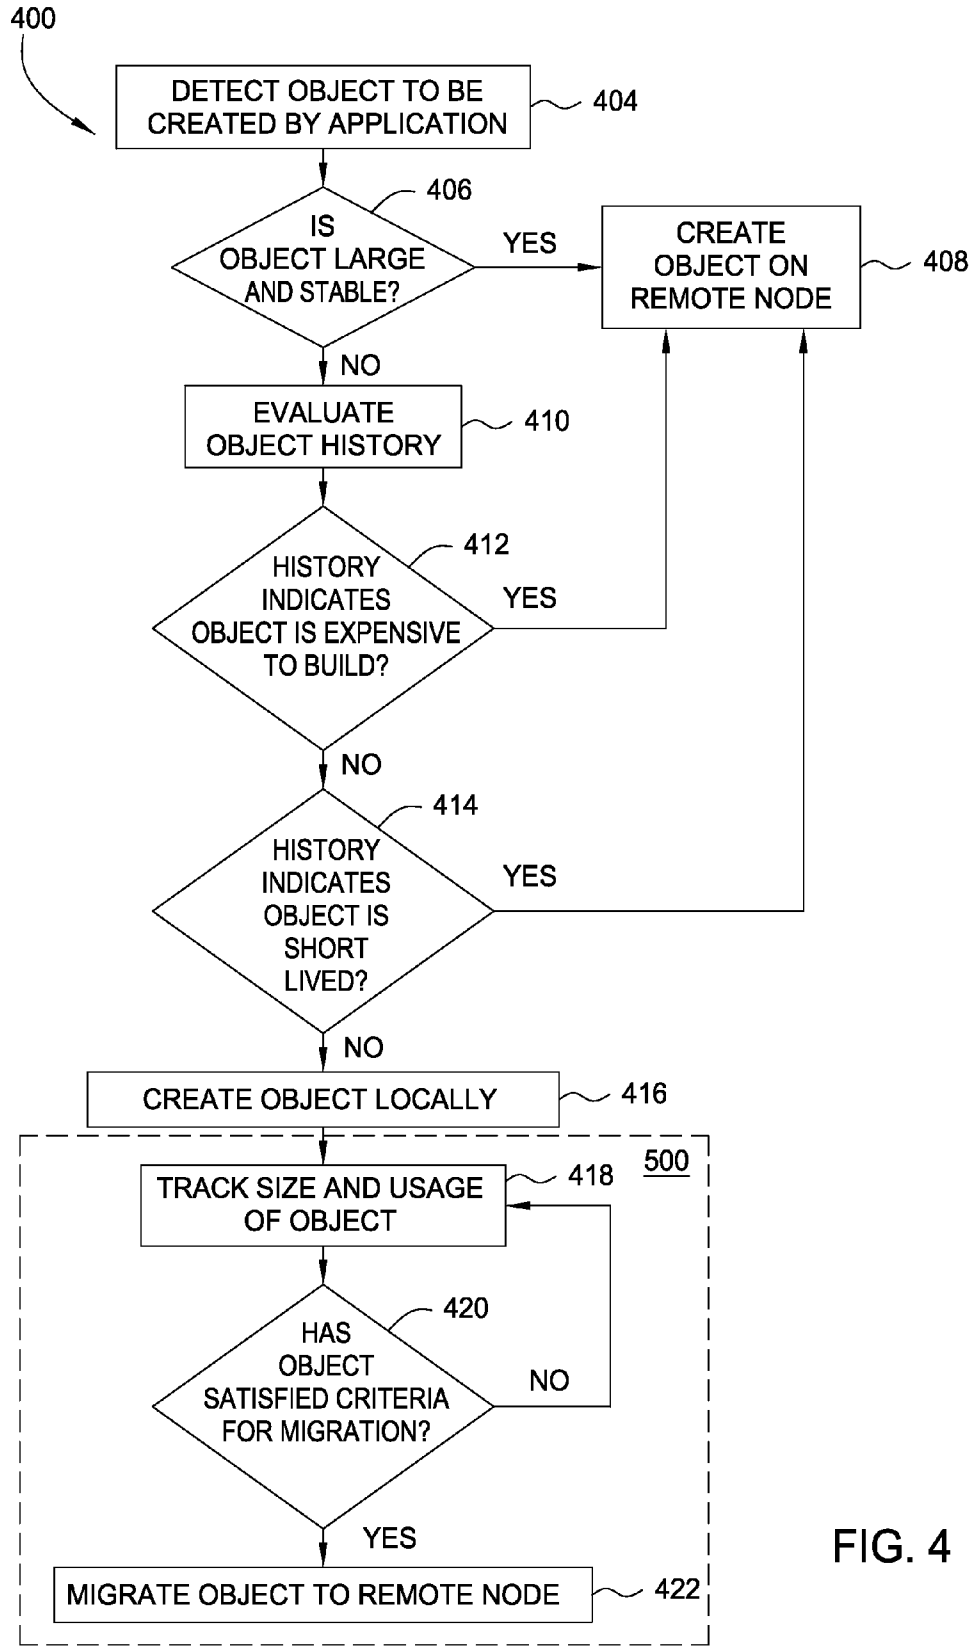 400
DETECT OBJECT TO BE
CREATED BY APPLICATION
404
406
IS
OBJECT LARGE
AND STABLE?
YES
CREATE
OBJECT ON
REMOTE NODE
408
NO
EVALUATE
OBJECT HISTORY
410
412
HISTORY
INDICATES
OBJECT IS EXPENSIVE
TO BUILD?
YES
NO
414
HISTORY
INDICATES
OBJECT IS
SHORT
LIVED?
YES
NO
CREATE OBJECT LOCALLY
416
500
TRACK SIZE AND USAGE
OF OBJECT
418
420
HAS
OBJECT
SATISFIED CRITERIA
FOR MIGRATION?
NO
YES
MIGRATE OBJECT TO REMOTE NODE
422
FIG. 4